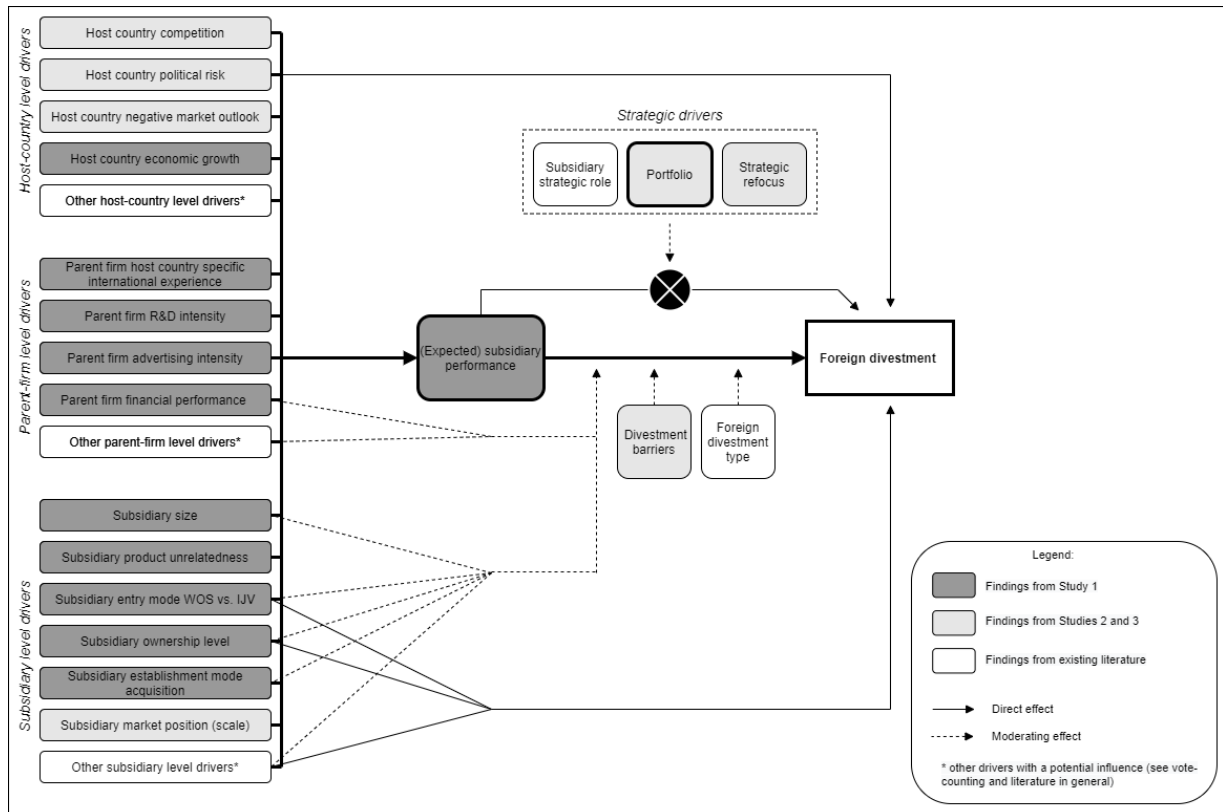 Host-country level drivers
Host country competition
Host country political risk
Host country negative market outlook
Host country economic growth
Other host-country level drivers*
Parent-firm level drivers
Parent firm host country specific
international experience
Parent firm R&D intensity
Parent firm advertising intensity
Parent firm financial performance
Other parent-firm level drivers*
Subsidiary level drivers
Subsidiary size
Subsidiary product unrelatedness
Subsidiary entry mode WOS vs. IJV
Subsidiary ownership level
Subsidiary establishment mode
acquisition
Subsidiary market position (scale)
Other subsidiary level drivers*
(Expected) subsidiary
performance
Strategic drivers
Subsidiary
strategic role
Portfolio
Strategic
refocus
Divestment
barriers
Foreign
divestment
type
Foreign divestment
Legend:
Findings from Study 1
Findings from Studies 2 and 3
Findings from existing literature
Direct effect
Moderating effect
* other drivers with a potential influence (see vote-
counting and literature in general)